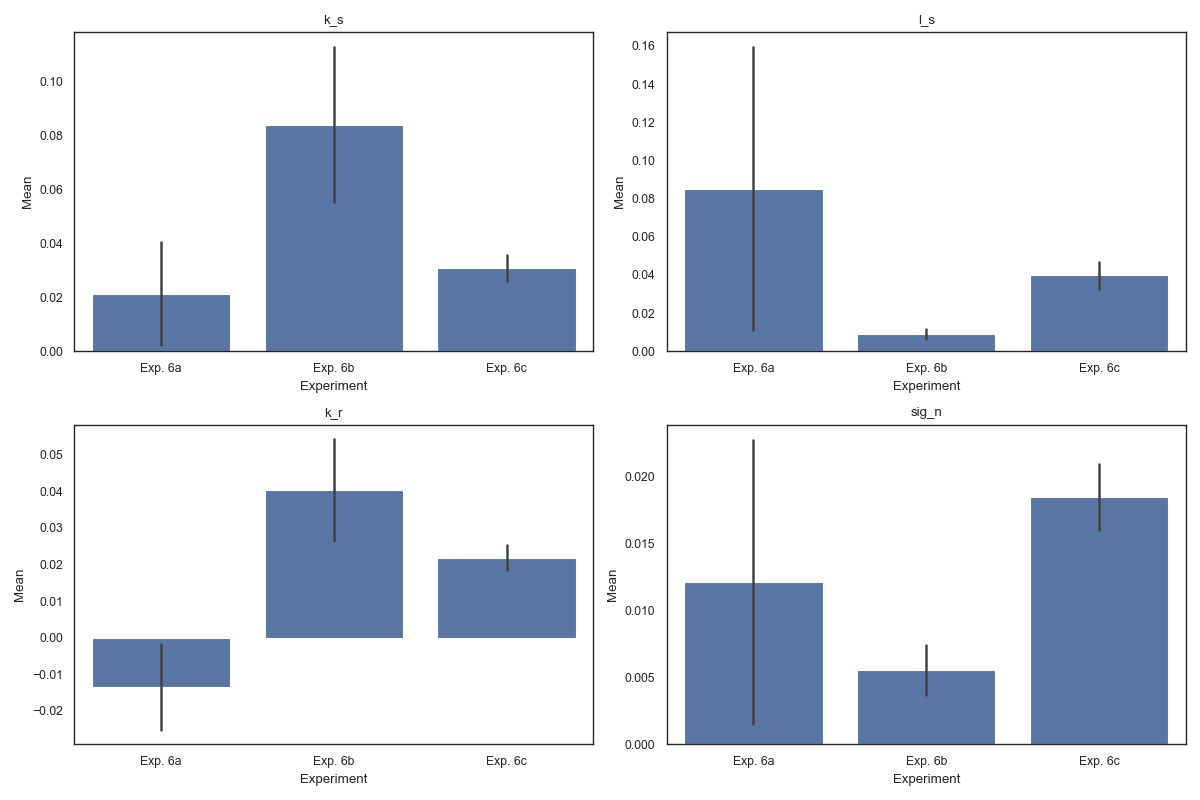 k_s
0.10
0.08
0.06
0.04
0.02
0.00
Mean
Exp. 6a Exp. 6b Exp. 6c
Experiment
l_s
0.16
0.14
0.12
0.10
0.08
0.06
0.04
0.02
0.00
Mean
Exp. 6a Exp. 6b Exp. 6c
Experiment
k_r
0.05
0.04
0.03
0.02
0.01
0.00
−0.01
−0.02
Mean
Exp. 6a Exp. 6b Exp. 6c
Experiment
sig_n
0.020
0.015
0.010
0.005
0.000
Mean
Exp. 6a Exp. 6b Exp. 6c
Experiment